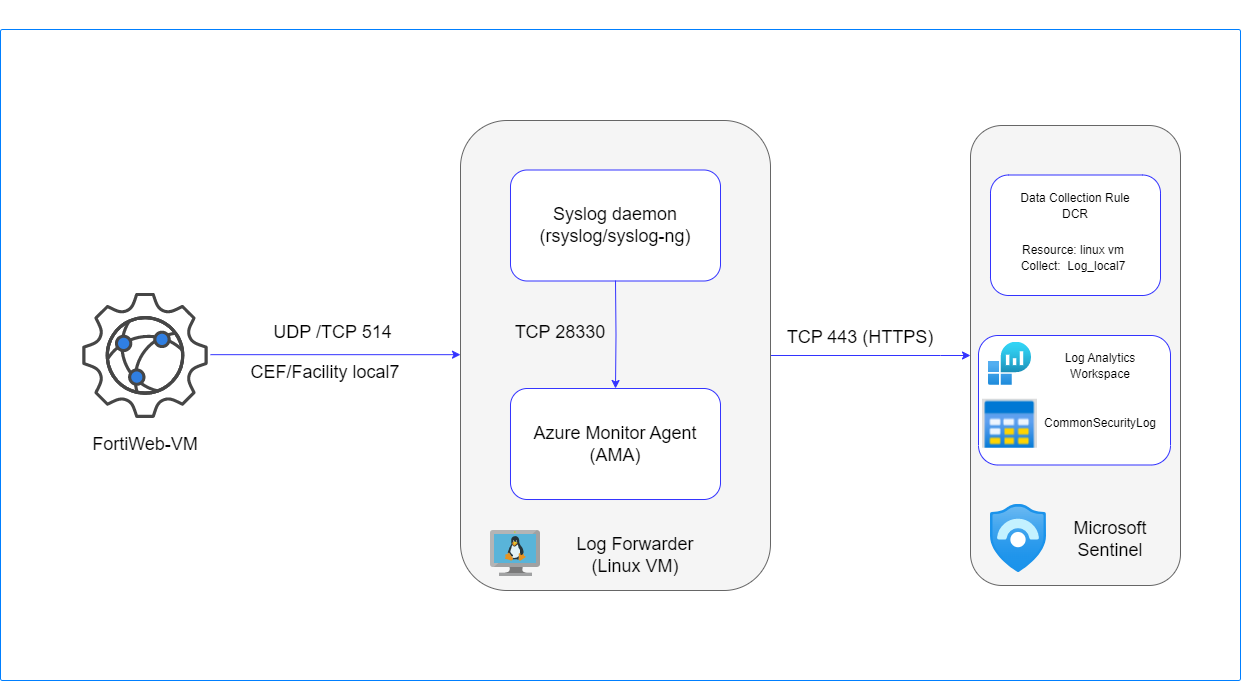 UDP /TCP 514
CEF/Facility local7
FortiWeb-VM
Syslog daemon
(rsyslog/syslog-ng)
TCP 28330
Azure Monitor Agent
(AMA)
Log Forwarder
(Linux VM)
TCP 443 (HTTPS)
Data Collection Rule
DCR
Resource: linux vm
Collect:  Log_local7
Log Analytics
Workspace
CommonSecurityLog
Microsoft
Sentinel